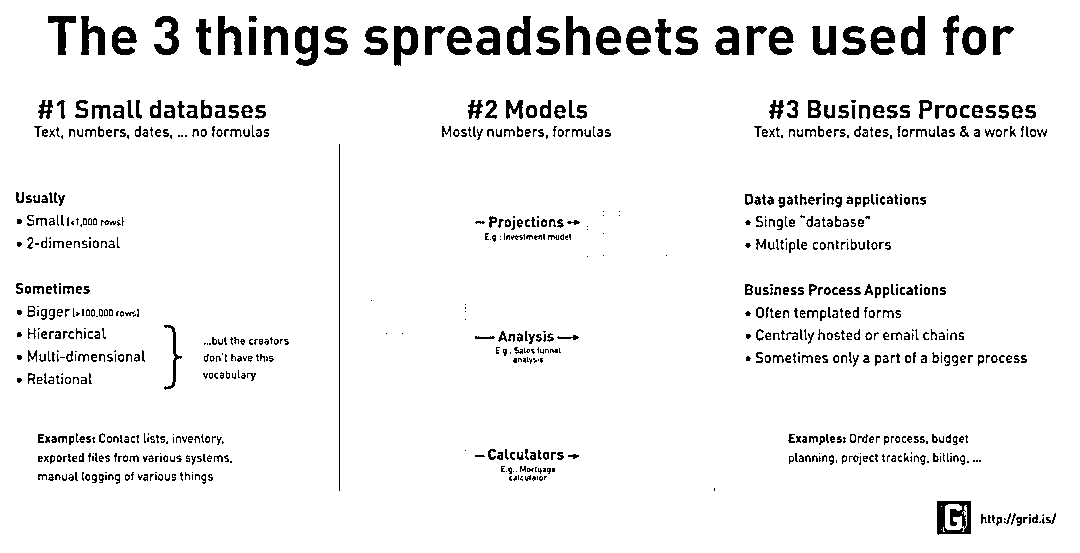 The 3 things spreadsheets are used for
#1 Small databases
Text, numbers, dates, ... no formulas
Usually
• Small (<1,000 rows)
• 2-dimensional
Sometimes
• Bigger (>100,000 rows)
• Hierarchical
• Multi-dimensional
• Relational
...but the creators
don't have this
vocabulary
Examples: Contact lists, inventory,
exported files from various systems,
manual logging of various things
#2 Models
Mostly numbers, formulas
Projections
E.g.: Investment model
Analysis
E.g.: Sales funnel
analysis
Calculators
E.g.: Mortgage
calculator
#3 Business Processes
Text, numbers, dates, formulas & a work flow
Data gathering applications
• Single "database"
• Multiple contributors
Business Process Applications
• Often templated forms
• Centrally hosted or email chains
• Sometimes only a part of a bigger process
Examples: Order process, budget
planning, project tracking, billing, ...
G http://grid.is/